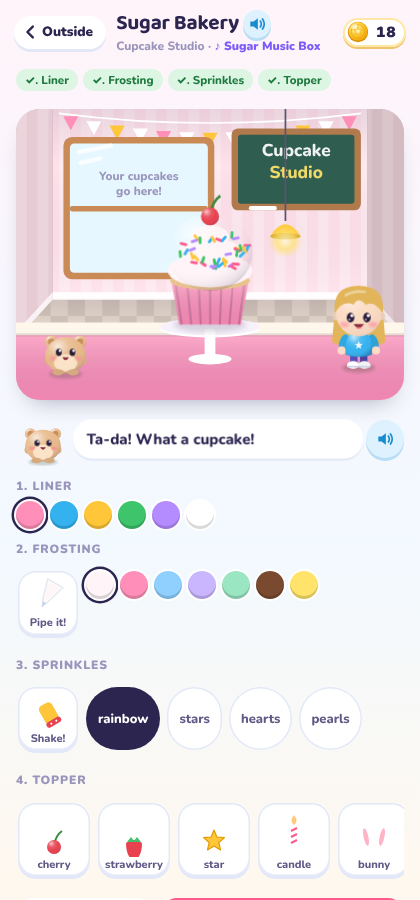 Outside
Sugar Bakery
Cupcake Studio · ♪ Sugar Music Box
18
✓. Liner
✓. Frosting
✓. Sprinkles
✓. Topper
Your cupcakes
go here!
Cupcake
Studio
Ta-da! What a cupcake!
1. LINER
2. FROSTING
Pipe it!
3. SPRINKLES
Shake!
rainbow
stars
hearts
pearls
4. TOPPER
cherry
strawberry
star
candle
bunny